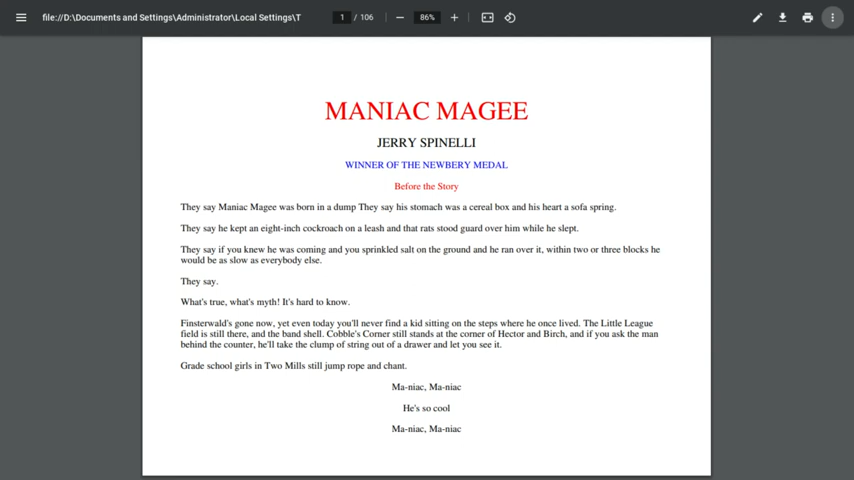 file://D:\Documents and Settings\Administrator\Local Settings\T
1 / 106
86%
MANIAC MAGEE
JERRY SPINELLI
WINNER OF THE NEWBERY MEDAL
Before the Story
They say Maniac Magee was born in a dump They say his stomach was a cereal box and his heart a sofa spring.
They say he kept an eight-inch cockroach on a leash and that rats stood guard over him while he slept.
They say if you knew he was coming and you sprinkled salt on the ground and he ran over it, within two or three blocks he
would be as slow as everybody else.
They say.
What's true, what's myth! It's hard to know.
Finsterwald's gone now, yet even today you'll never find a kid sitting on the steps where he once lived. The Little League
field is still there, and the band shell. Cobble's Corner still stands at the corner of Hector and Birch, and if you ask the man
behind the counter, he'll take the clump of string out of a drawer and let you see it.
Grade school girls in Two Mills still jump rope and chant.
Ma-niac, Ma-niac
He's so cool
Ma-niac, Ma-niac